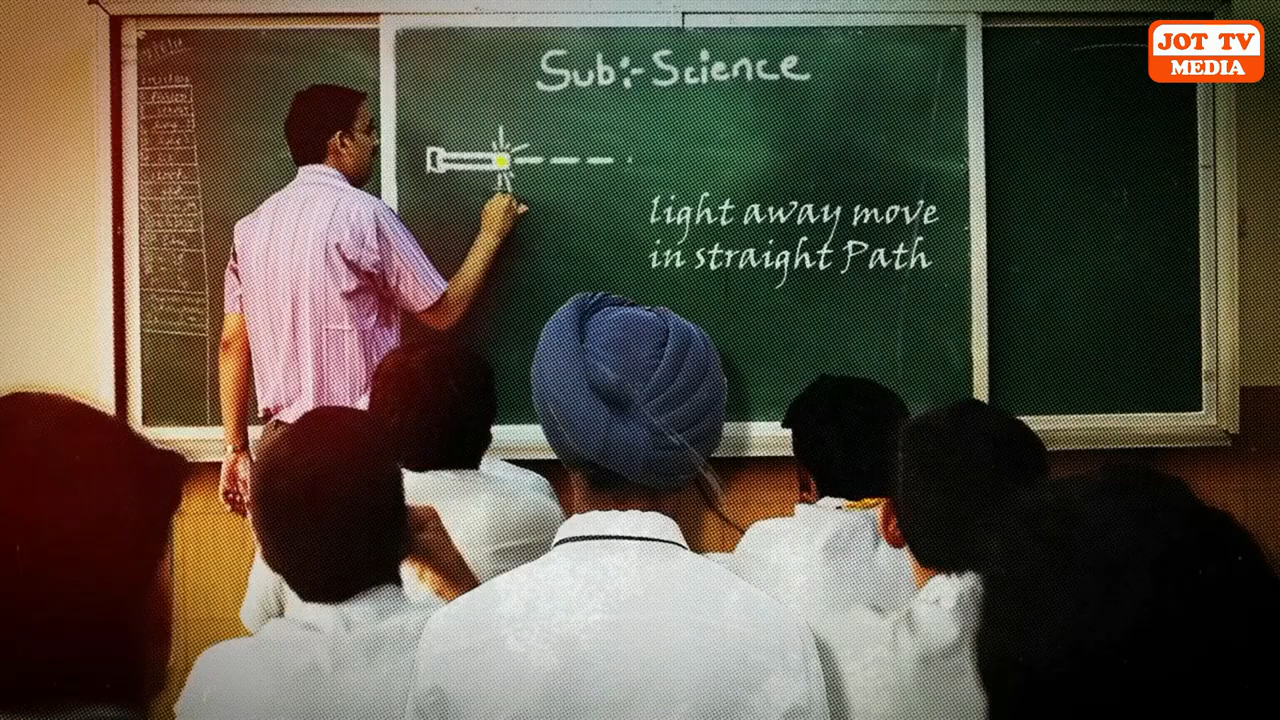 JOT TV
MEDIA
Sub:- Science
light away move
in straight Path